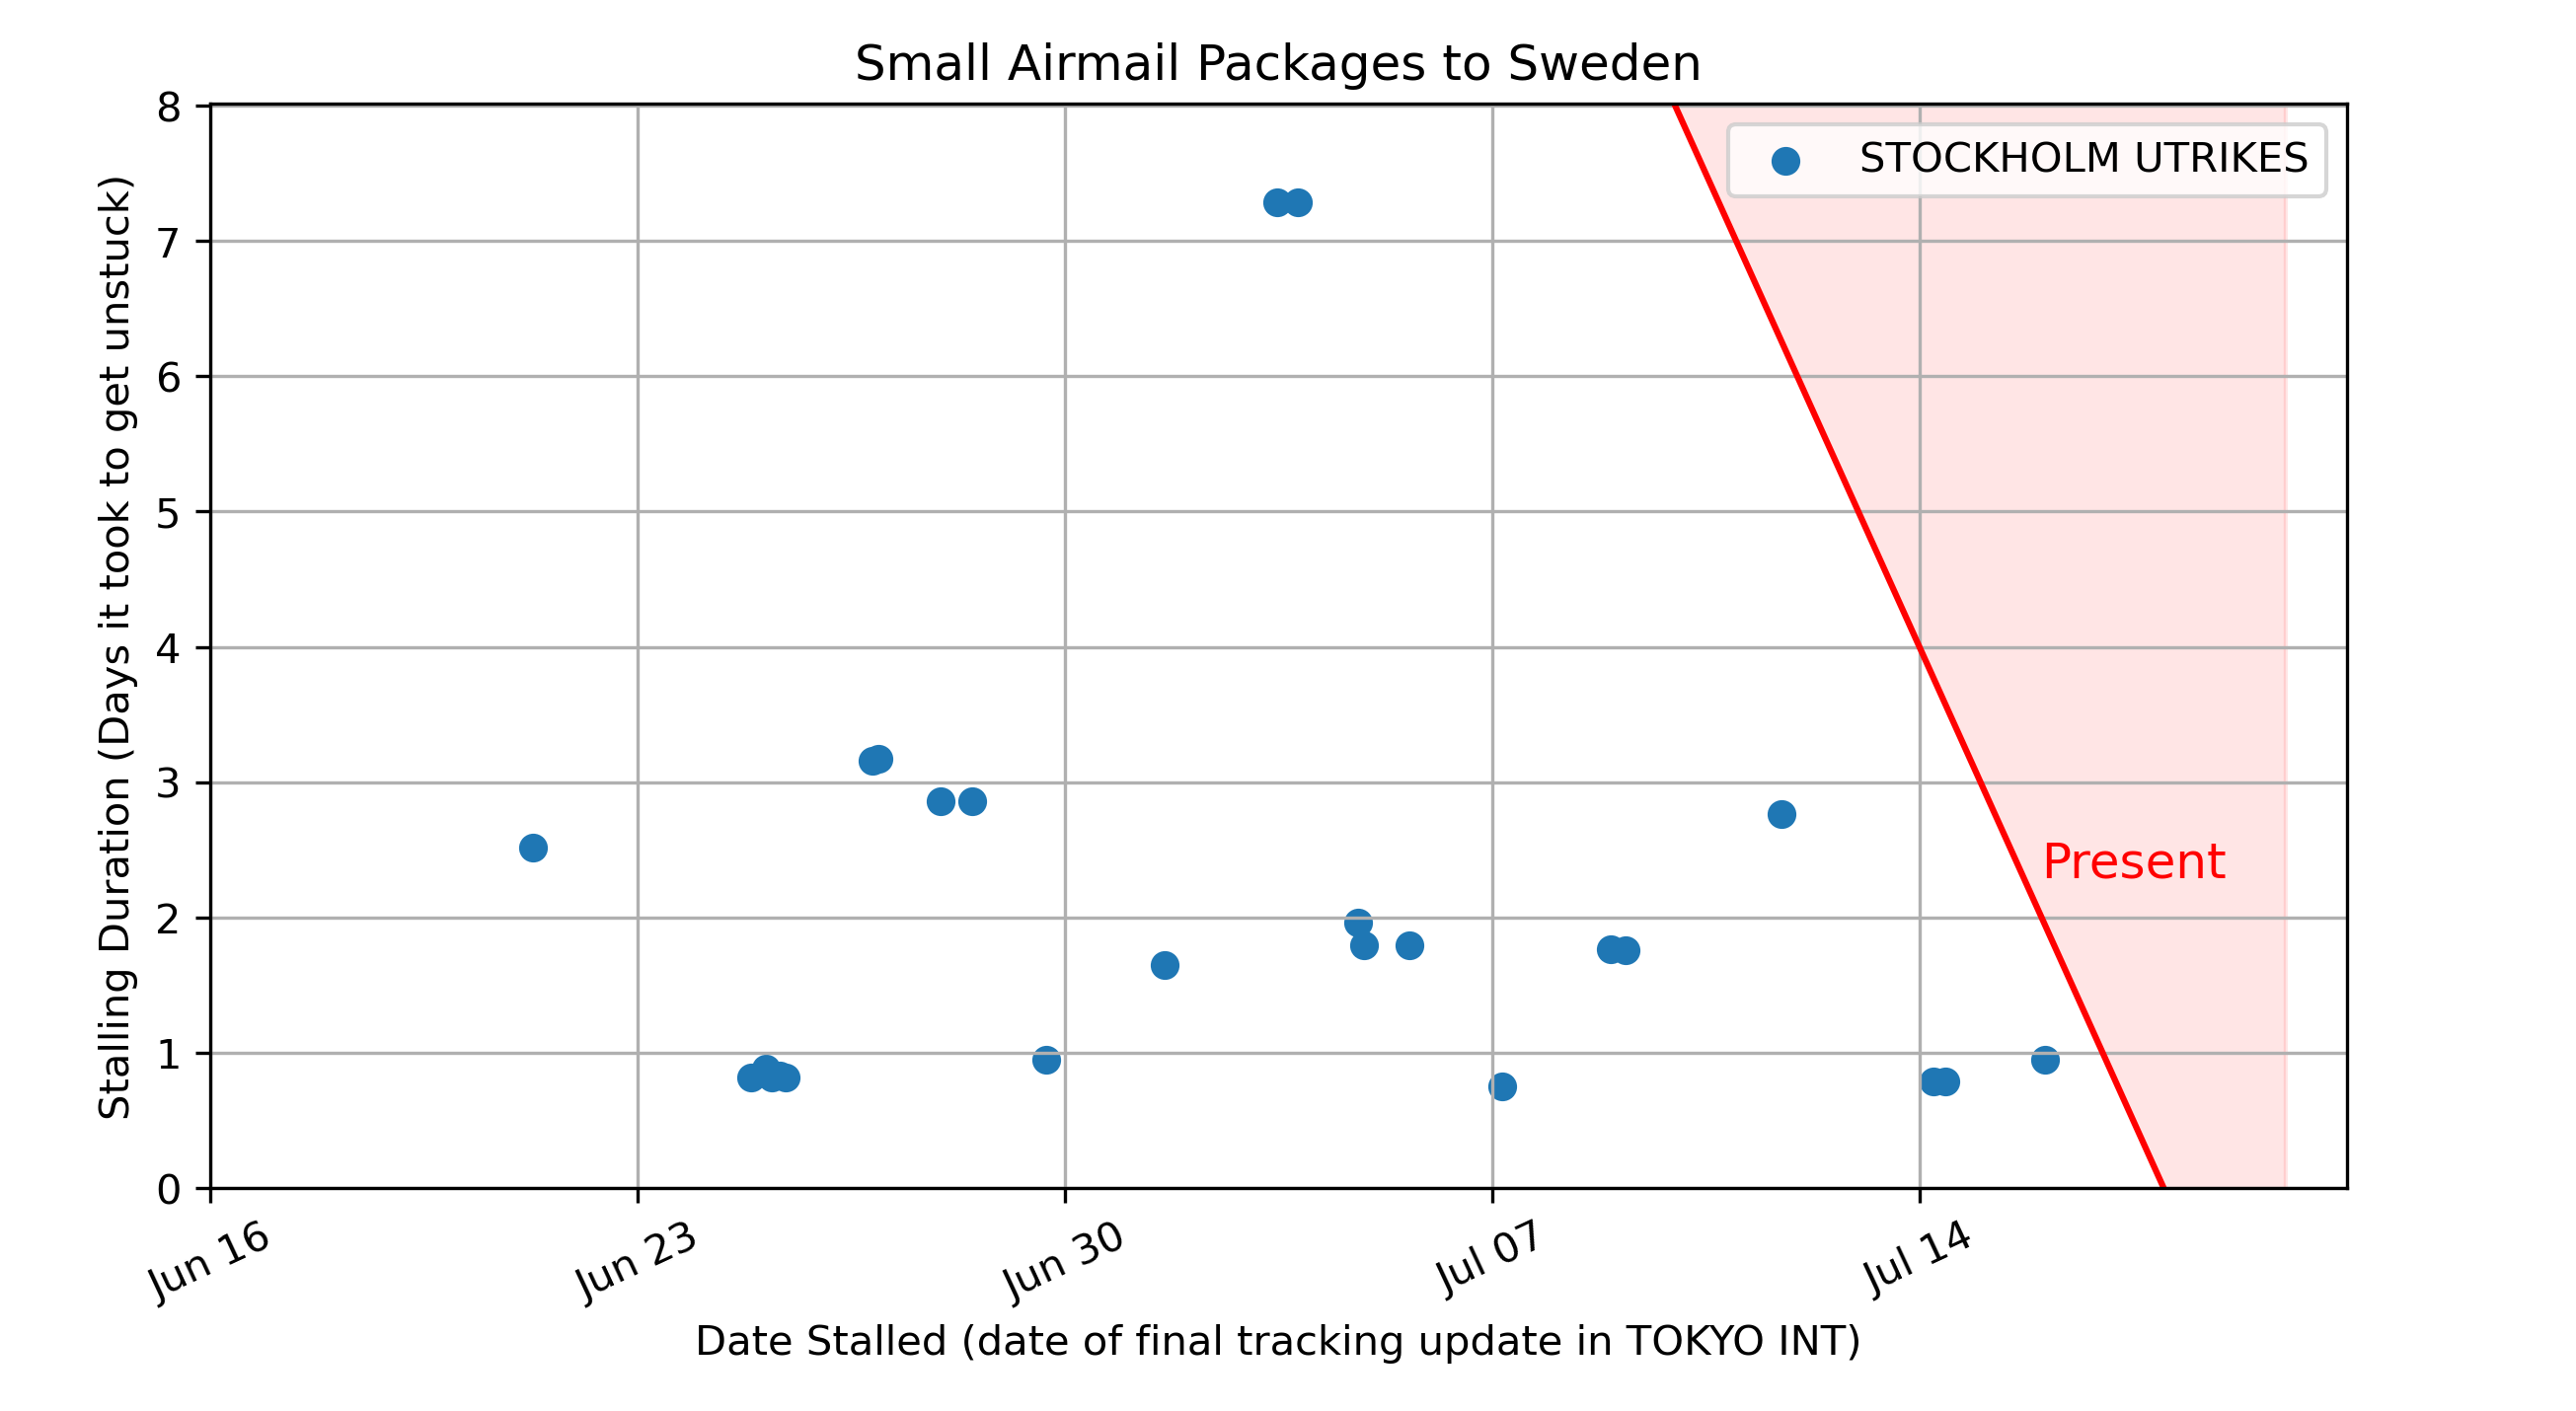 Small Airmail Packages to Sweden
Stalling Duration (Days it took to get unstuck)
8
7
6
5
4
3
2
1
0
STOCKHOLM UTRIKES
Present
Jun 16
Jun 23
Jun 30
Jul 07
Jul 14
Date Stalled (date of final tracking update in TOKYO INT)